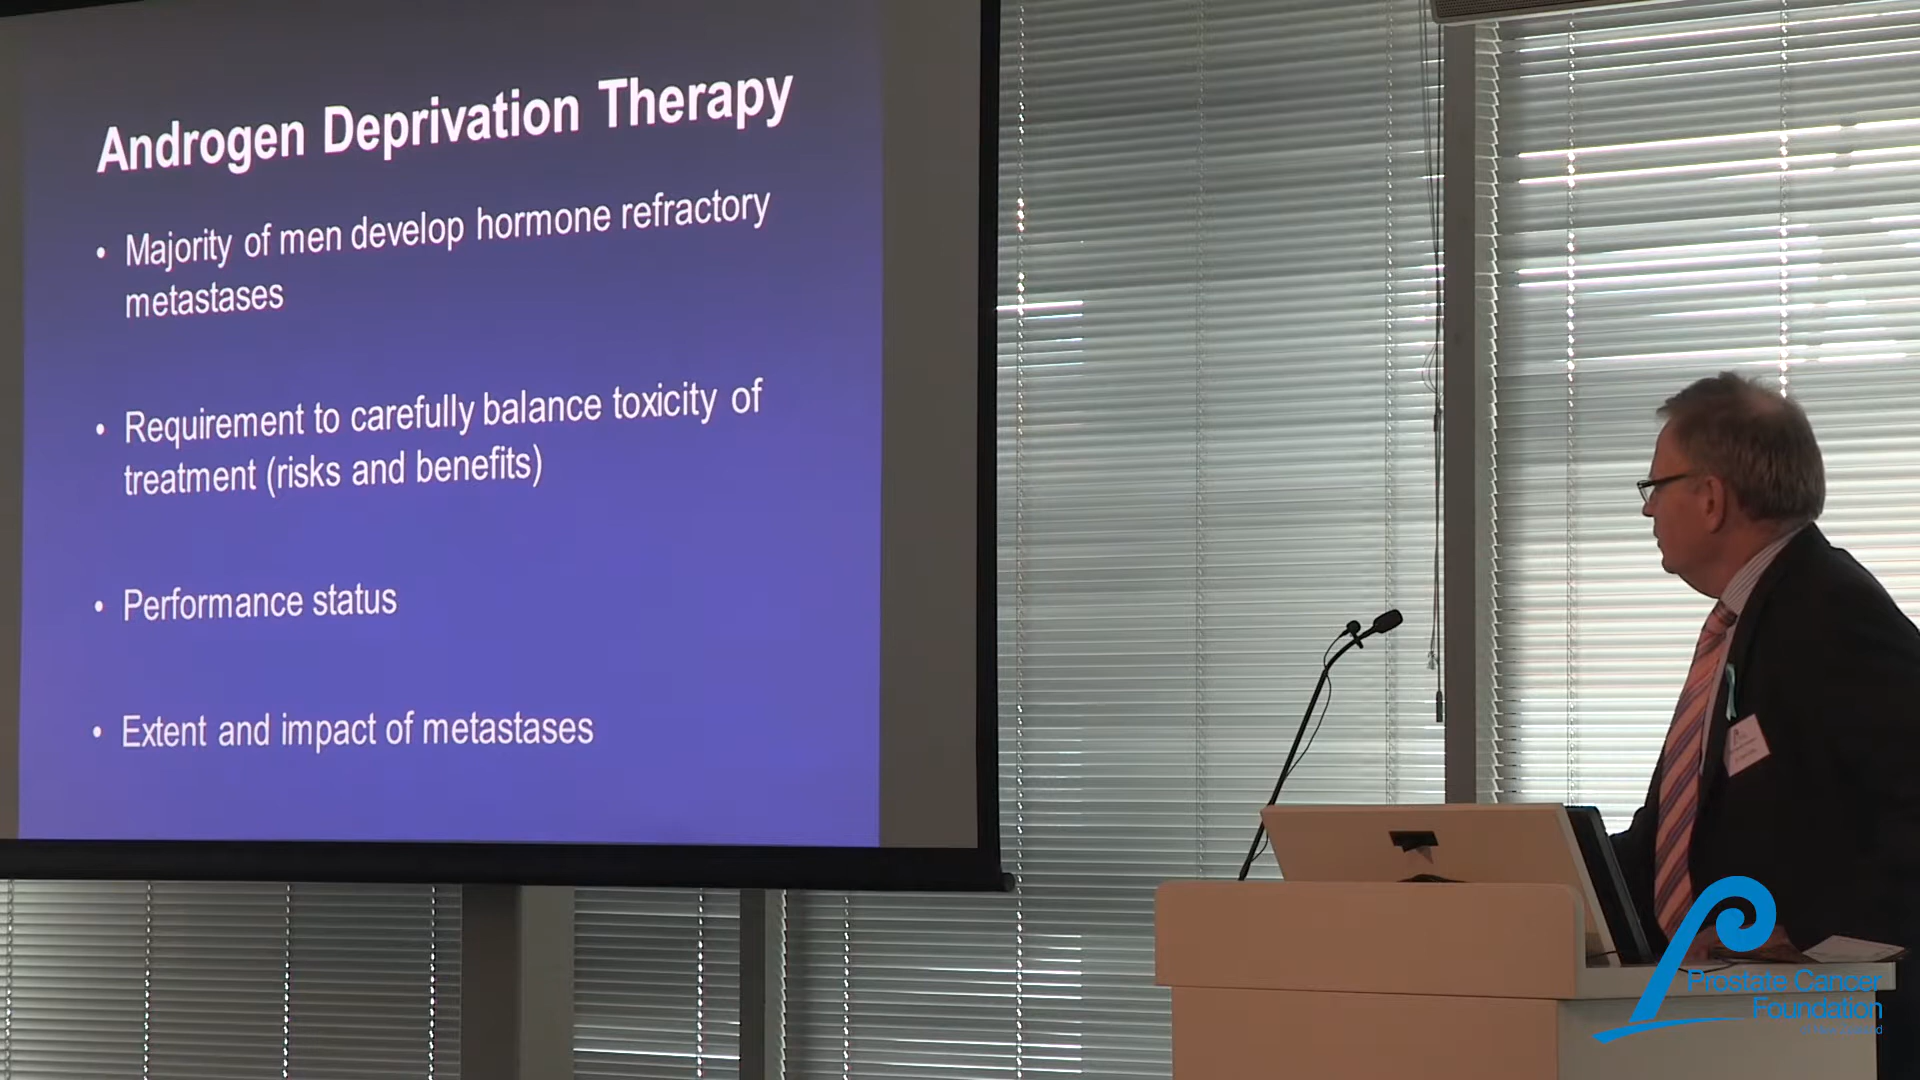 Androgen Deprivation Therapy
• Majority of men develop hormone refractory
metastases
• Requirement to carefully balance toxicity of
treatment (risks and benefits)
• Performance status
• Extent and impact of metastases
Prostate Cancer
Foundation